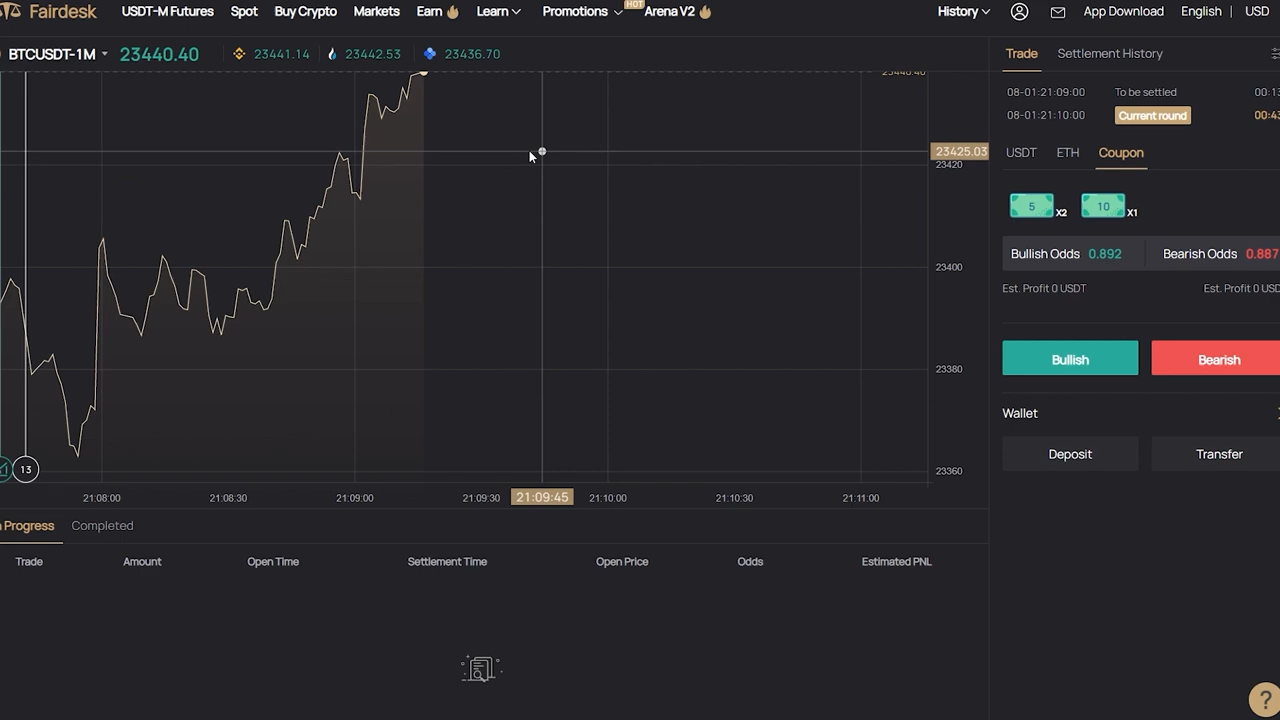 Fairdesk USDT-M Futures Spot Buy Crypto Markets Earn Learn Promotions HOT Arena V2 History App Download English | USD
BTCUSDT-1M 23440.40 23441.14 23442.53 23436.70
Trade Settlement History
08-01:21:09:00 To be settled 00:13
08-01:21:10:00 Current round 00:43
USDT ETH Coupon
5 X2 10 X1
Bullish Odds 0.892 Bearish Odds 0.887
Est. Profit 0 USDT Est. Profit 0 USD
Bullish Bearish
Wallet
Deposit Transfer
23440.40
23425.03
23420
23400
23380
23360
13
21:08:00 21:08:30 21:09:00 21:09:30 21:09:45 21:10:00 21:10:30 21:11:00
Progress Completed
Trade Amount Open Time Settlement Time Open Price Odds Estimated PNL
?